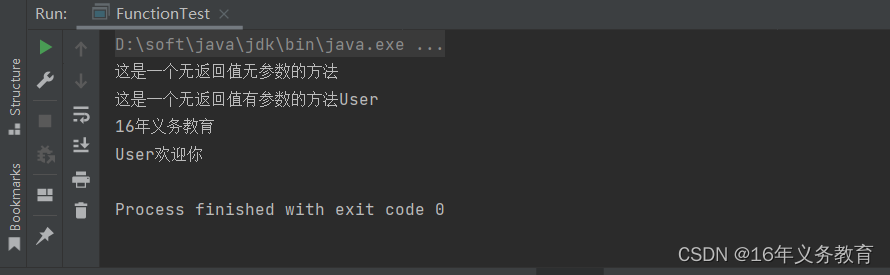 Run: FunctionTest
D:\soft\java\jdk\bin\java.exe ...
这是一个无返回值无参数的方法
这是一个无返回值有参数的方法User
16年义务教育
User欢迎你
Process finished with exit code 0
Structure
Bookmarks
CSDN @16年义务教育